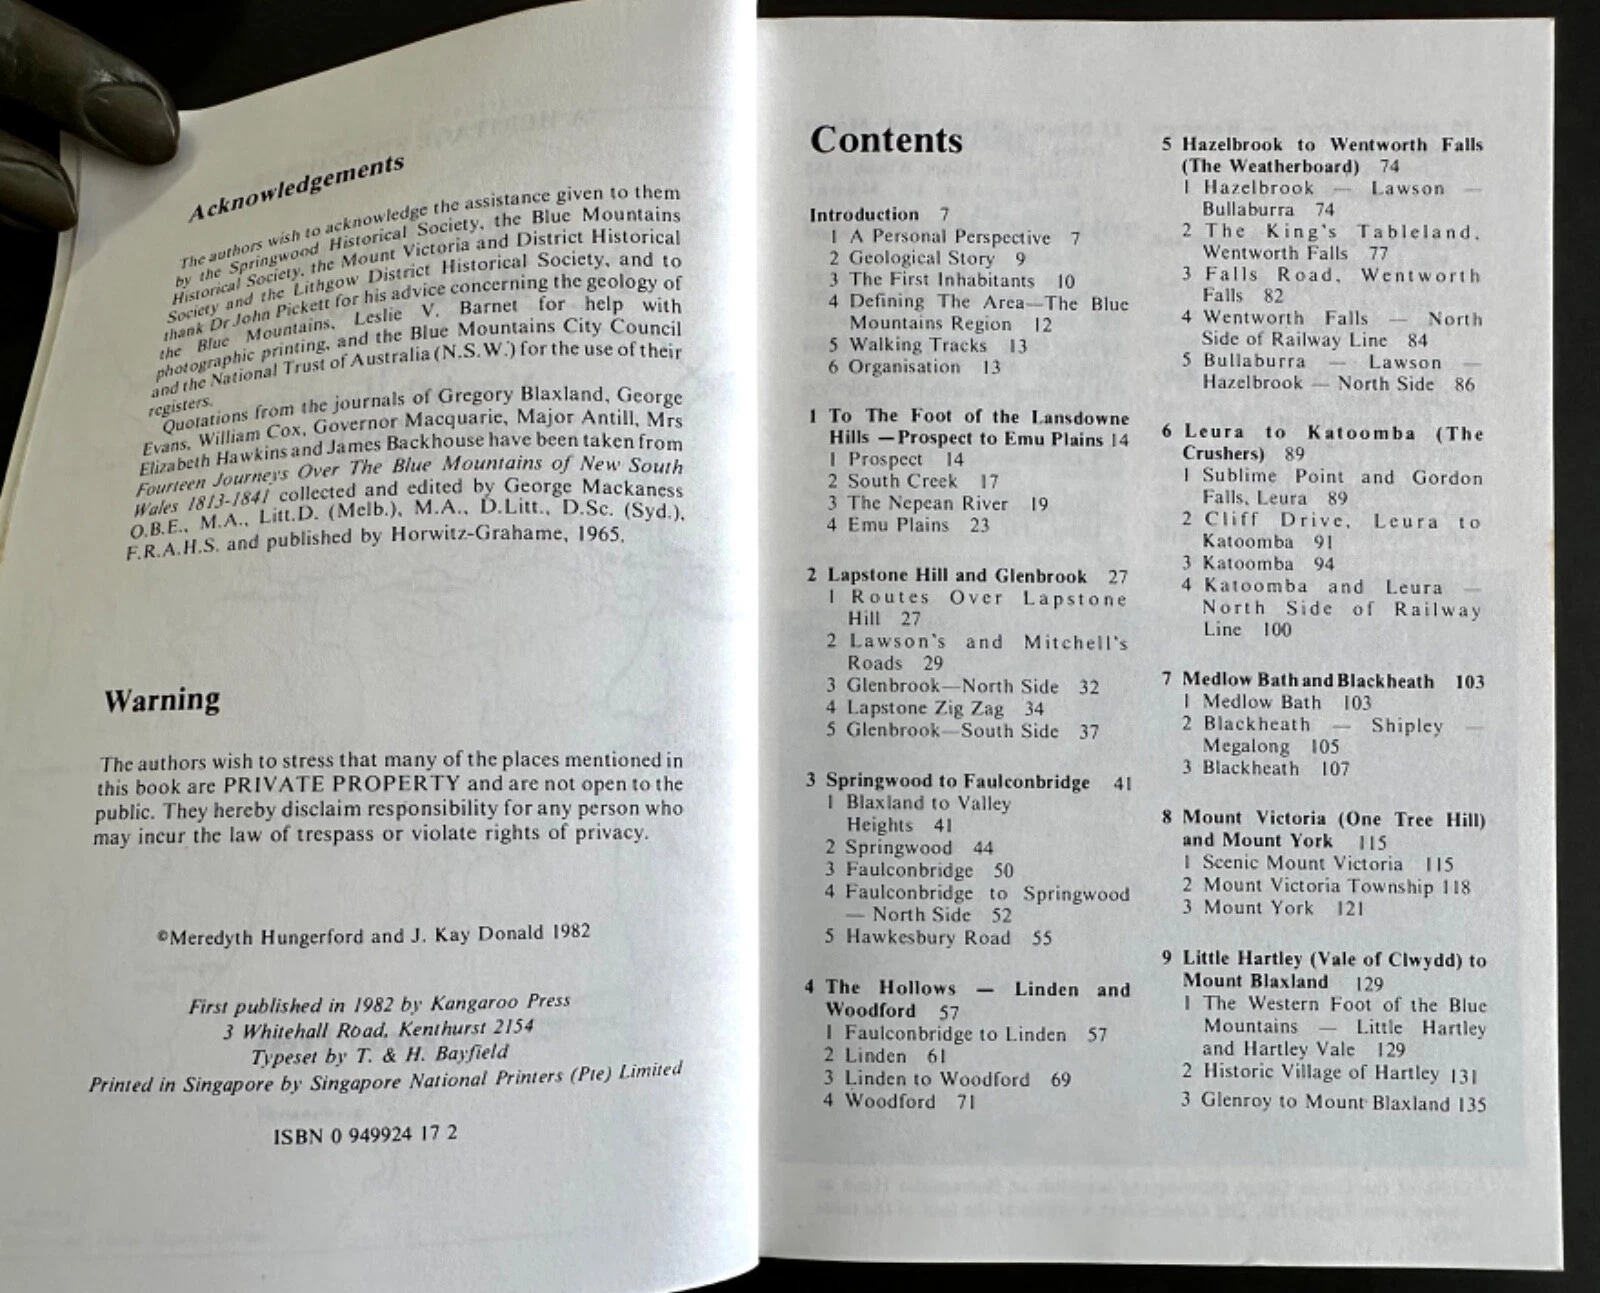 Acknowledgements
The authors wish to acknowledge the assistance given to them
by the Springwood Historical Society, the Blue Mountains
Historical Society, the Mount Victoria and District Historical
Society and the Lithgow District Historical Society, and to
thank Dr John Pickett for his advice concerning the geology of
the Blue Mountains, Leslie V. Barnet for help with
photographic printing, and the Blue Mountains City Council
and the National Trust of Australia (N.S.W.) for the use of their
registers.
Quotations from the journals of Gregory Blaxland, George
Evans, William Cox, Governor Macquarie, Major Antill, Mrs
Elizabeth Hawkins and James Backhouse have been taken from
Fourteen Journeys Over The Blue Mountains of New South
Wales 1813-1841 collected and edited by George Mackaness
O.B.E., M.A., Litt.D. (Melb.), M.A., D.Litt., D.Sc. (Syd.),
F.R.A.H.S. and published by Horwitz-Grahame, 1965.
Warning
The authors wish to stress that many of the places mentioned in
this book are PRIVATE PROPERTY and are not open to the
public. They hereby disclaim responsibility for any person who
may incur the law of trespass or violate rights of privacy.
©Meredyth Hungerford and J. Kay Donald 1982
First published in 1982 by Kangaroo Press
3 Whitehall Road, Kenthurst 2154
Typeset by T. & H. Bayfield
Printed in Singapore by Singapore National Printers (Pte) Limited
ISBN 0 949924 17 2
Contents
Introduction 7
1 A Personal Perspective 7
2 Geological Story 9
3 The First Inhabitants 10
4 Defining The Area—The Blue
Mountains Region 12
5 Walking Tracks 13
6 Organisation 13
1 To The Foot of the Lansdowne
Hills —Prospect to Emu Plains 14
1 Prospect 14
2 South Creek 17
3 The Nepean River 19
4 Emu Plains 23
2 Lapstone Hill and Glenbrook 27
1 Routes Over Lapstone
Hill 27
2 Lawson's and Mitchell's
Roads 29
3 Glenbrook—North Side 32
4 Lapstone Zig Zag 34
5 Glenbrook—South Side 37
3 Springwood to Faulconbridge 41
1 Blaxland to Valley
Heights 41
2 Springwood 44
3 Faulconbridge 50
4 Faulconbridge to Springwood
— North Side 52
5 Hawkesbury Road 55
4 The Hollows — Linden and
Woodford 57
1 Faulconbridge to Linden 57
2 Linden 61
3 Linden to Woodford 69
4 Woodford 71
5 Hazelbrook to Wentworth Falls
(The Weatherboard) 74
1 Hazelbrook — Lawson —
Bullaburra 74
2 The King's Tableland,
Wentworth Falls 77
3 Falls Road, Wentworth
Falls 82
4 Wentworth Falls — North
Side of Railway Line 84
5 Bullaburra — Lawson —
Hazelbrook — North Side 86
6 Leura to Katoomba (The
Crushers) 89
1 Sublime Point and Gordon
Falls, Leura 89
2 Cliff Drive, Leura to
Katoomba 91
3 Katoomba 94
4 Katoomba and Leura —
North Side of Railway
Line 100
7 Medlow Bath and Blackheath 103
1 Medlow Bath 103
2 Blackheath — Shipley —
Megalong 105
3 Blackheath 107
8 Mount Victoria (One Tree Hill)
and Mount York 115
1 Scenic Mount Victoria 115
2 Mount Victoria Township 118
3 Mount York 121
9 Little Hartley (Vale of Clwydd) to
Mount Blaxland 129
1 The Western Foot of the Blue
Mountains — Little Hartley
and Hartley Vale 129
2 Historic Village of Hartley 131
3 Glenroy to Mount Blaxland 135